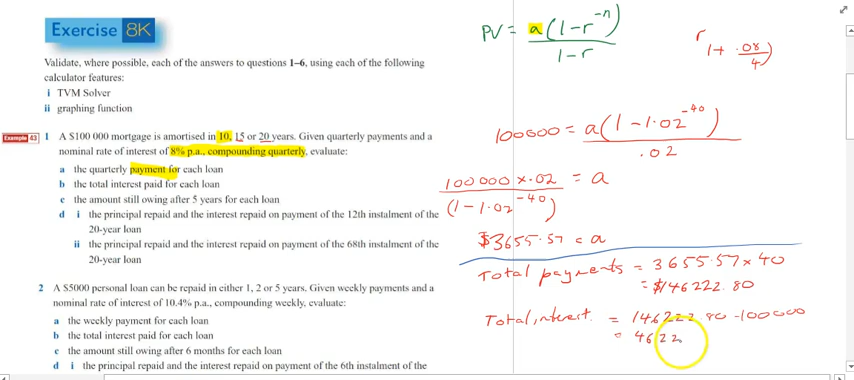 Exercise 8K
Validate, where possible, each of the answers to questions 1–6, using each of the following
calculator features:
i TVM Solver
ii graphing function
Example 43
1 A $100 000 mortgage is amortised in 10, 15 or 20 years. Given quarterly payments and a
nominal rate of interest of 8% p.a., compounding quarterly, evaluate:
a the quarterly payment for each loan
b the total interest paid for each loan
c the amount still owing after 5 years for each loan
d i the principal repaid and the interest repaid on payment of the 12th instalment of the
20-year loan
ii the principal repaid and the interest repaid on payment of the 68th instalment of the
20-year loan
2 A $5000 personal loan can be repaid in either 1, 2 or 5 years. Given weekly payments and a
nominal rate of interest of 10.4% p.a., compounding weekly, evaluate:
a the weekly payment for each loan
b the total interest paid for each loan
c the amount still owing after 6 months for each loan
d i the principal repaid and the interest repaid on payment of the 6th instalment of the
PV = a(1-r^-n)
1-r
r
1+ .08
4)
100000 = a(1-1.02^-40)
.02
100000 x .02 = a
(1-1.02^-40)
$3655.57 = a
Total payments = 3655.57 x 40
= $146222.80
Total interest. = 146222.80 -100000
= 4622